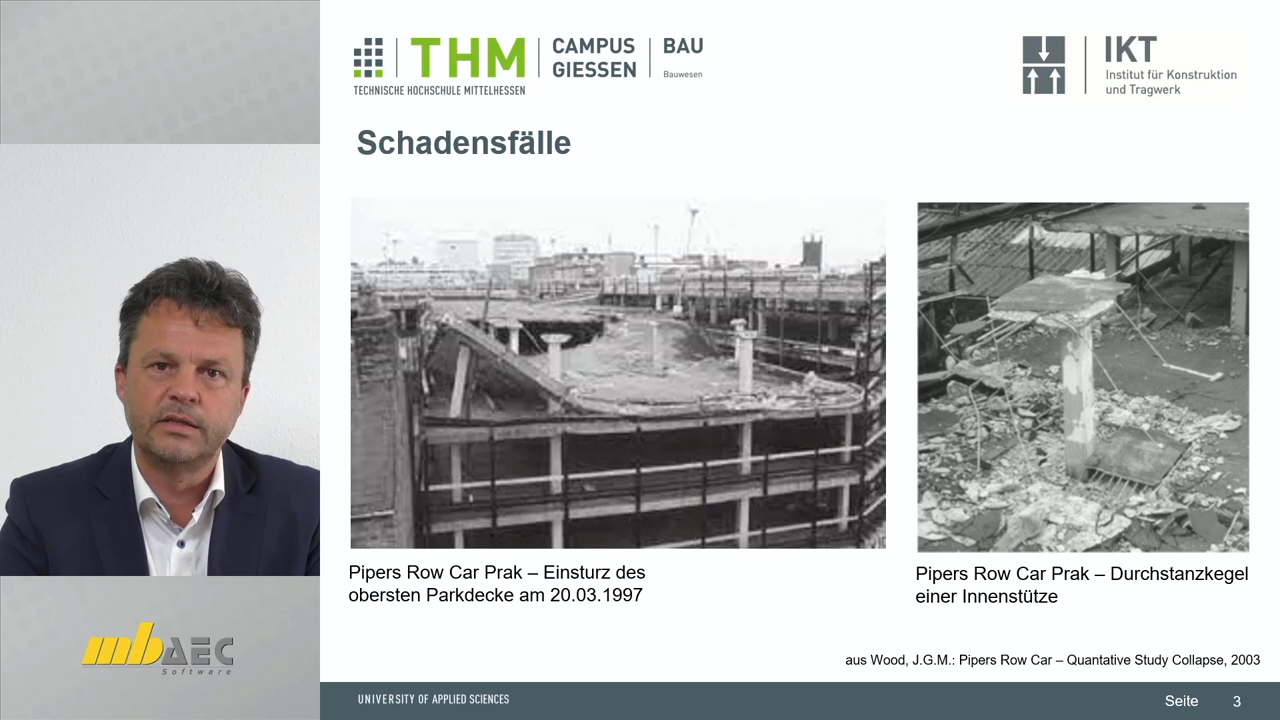 THM
CAMPUS
GIESSEN
BAU
Bauwesen
TECHNISCHE HOCHSCHULE MITTELHESSEN
IKT
Institut für Konstruktion
und Tragwerk
Schadensfälle
Pipers Row Car Prak – Einsturz des
obersten Parkdecke am 20.03.1997
Pipers Row Car Prak – Durchstanzkegel
einer Innenstütze
aus Wood, J.G.M.: Pipers Row Car – Quantative Study Collapse, 2003
mbAEC
Software
UNIVERSITY OF APPLIED SCIENCES
Seite 3